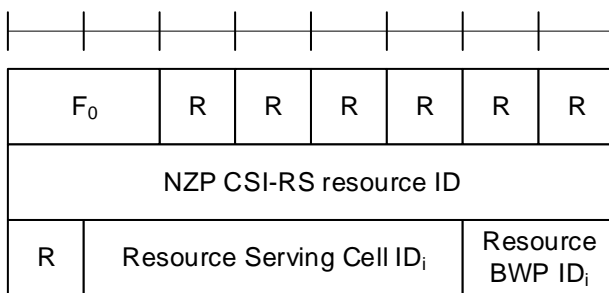 F₀ R R R R R R
NZP CSI-RS resource ID
R Resource Serving Cell IDᵢ Resource
BWP IDᵢ